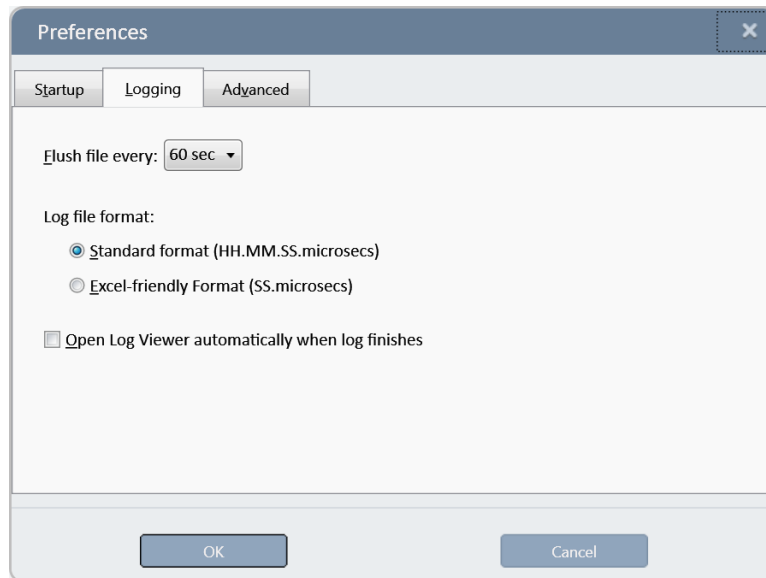 Preferences
Startup Logging Advanced
Flush file every: 60 sec
Log file format:
Standard format (HH.MM.SS.microsecs)
Excel-friendly Format (SS.microsecs)
Open Log Viewer automatically when log finishes
OK Cancel